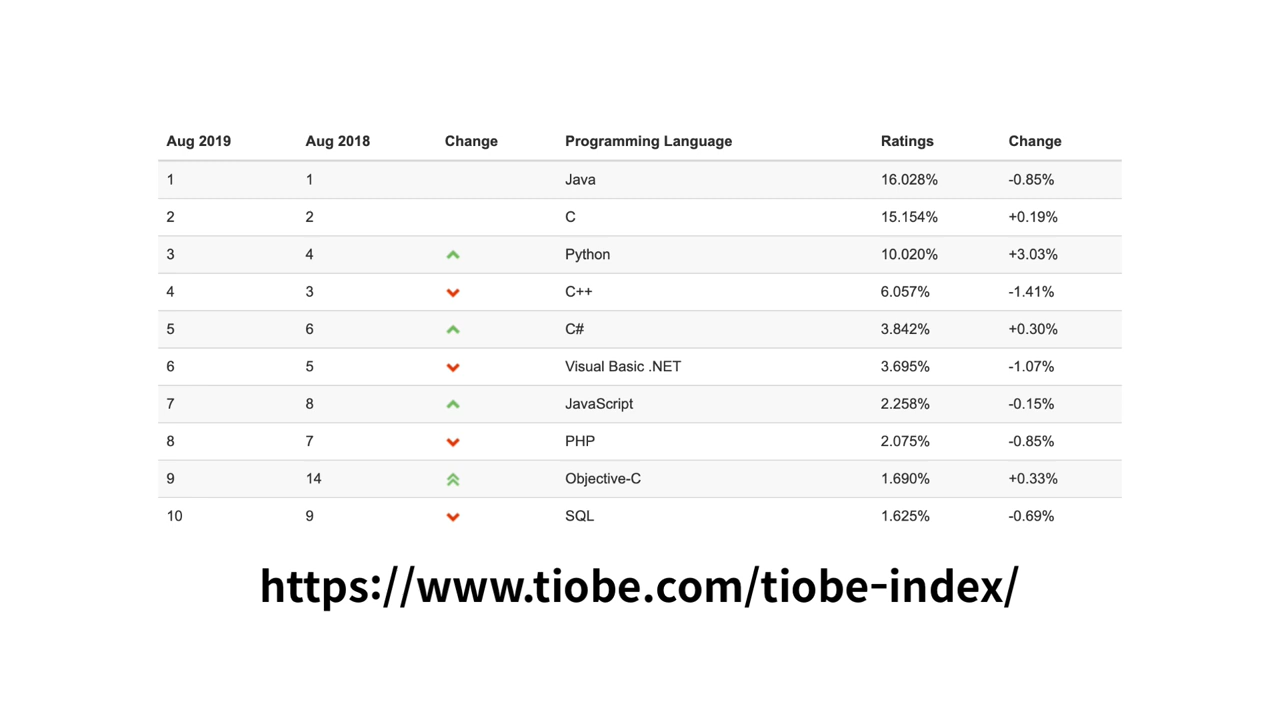 Aug 2019 Aug 2018 Change Programming Language Ratings Change
1 1 Java 16.028% -0.85%
2 2 C 15.154% +0.19%
3 4 Python 10.020% +3.03%
4 3 C++ 6.057% -1.41%
5 6 C# 3.842% +0.30%
6 5 Visual Basic .NET 3.695% -1.07%
7 8 JavaScript 2.258% -0.15%
8 7 PHP 2.075% -0.85%
9 14 Objective-C 1.690% +0.33%
10 9 SQL 1.625% -0.69%
https://www.tiobe.com/tiobe-index/